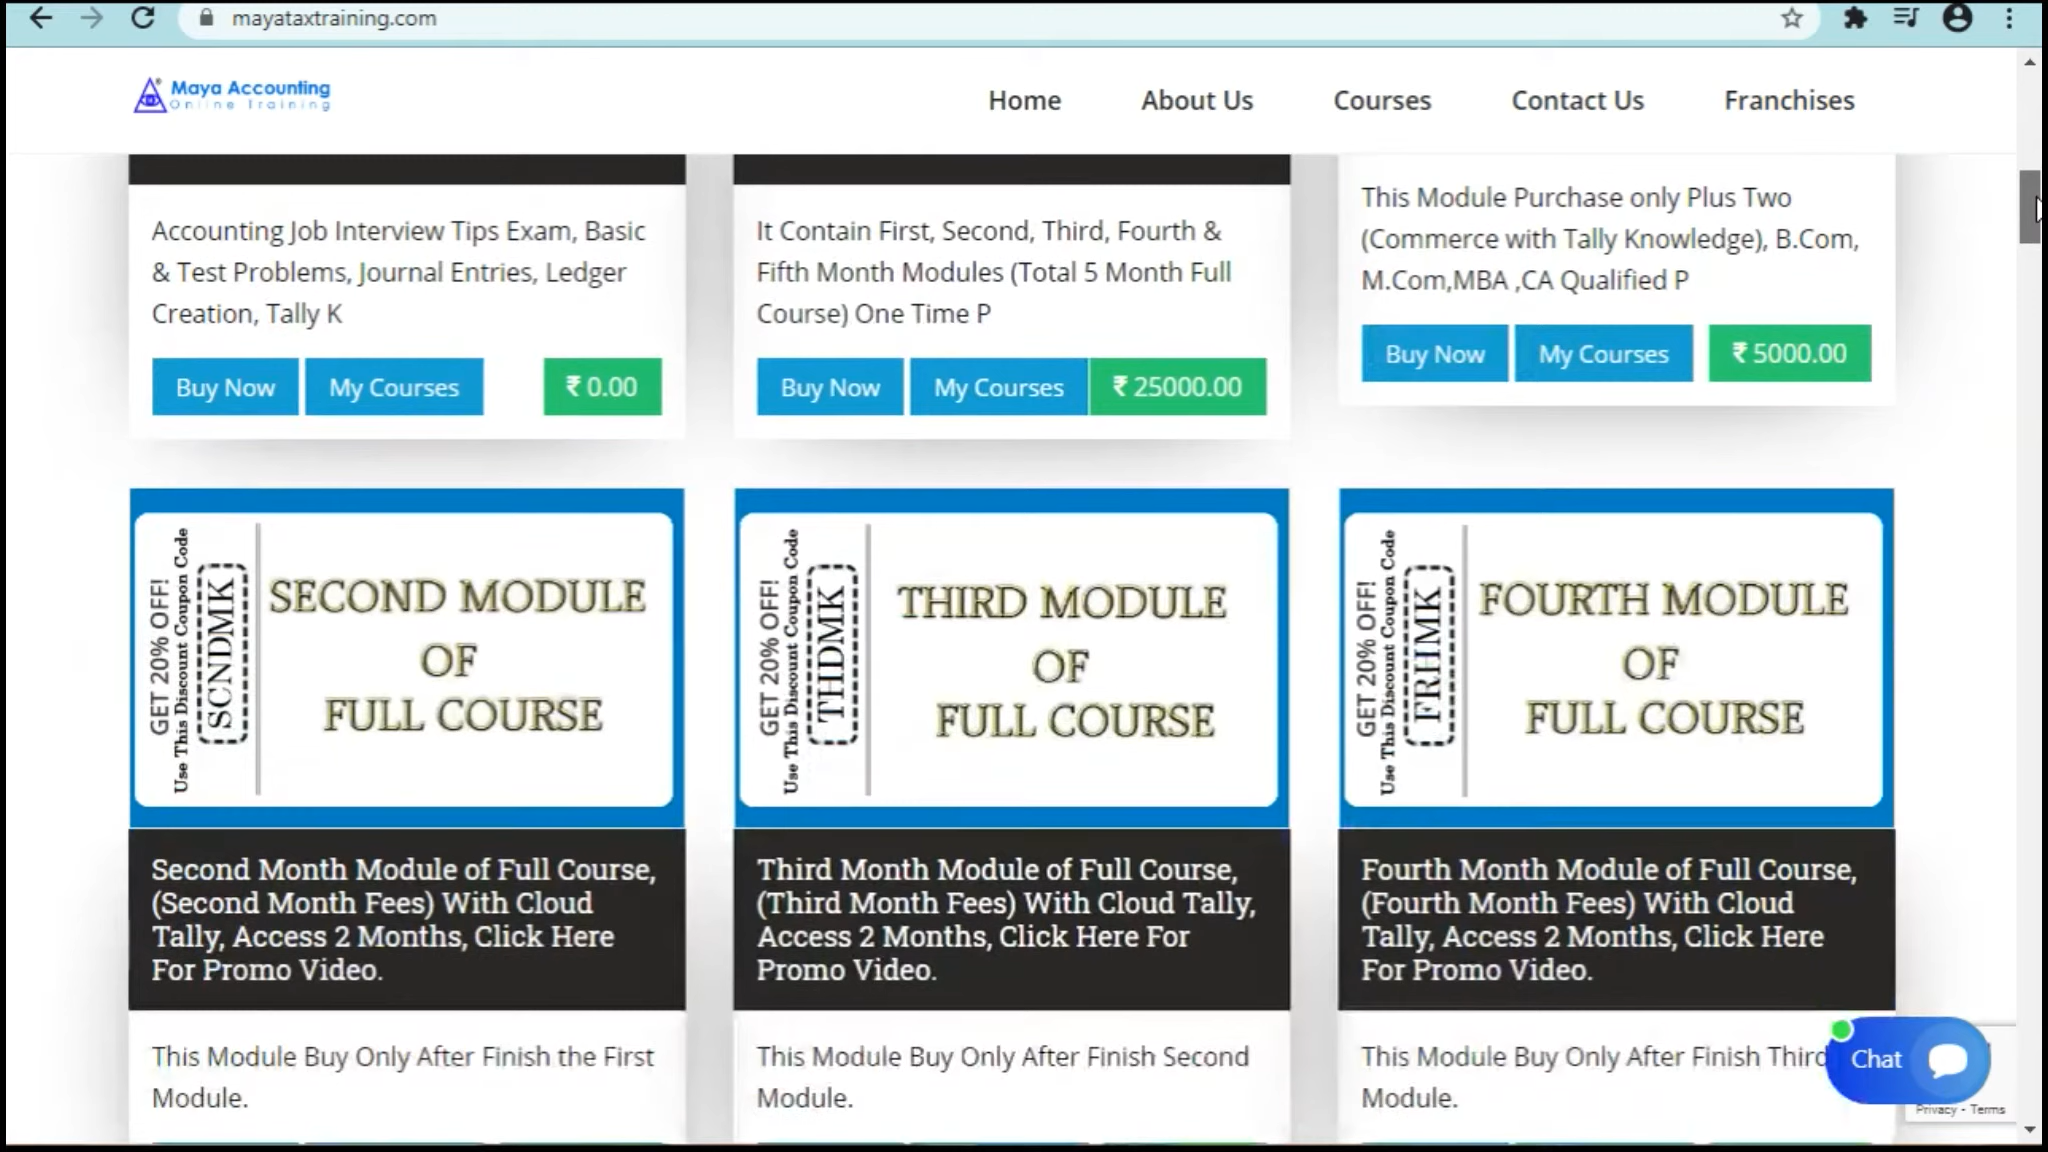 mayataxtraining.com
Maya Accounting
Online Training
Home
About Us
Courses
Contact Us
Franchises
Accounting Job Interview Tips Exam, Basic
& Test Problems, Journal Entries, Ledger
Creation, Tally K
Buy Now
My Courses
₹ 0.00
It Contain First, Second, Third, Fourth &
Fifth Month Modules (Total 5 Month Full
Course) One Time P
Buy Now
My Courses
₹ 25000.00
This Module Purchase only Plus Two
(Commerce with Tally Knowledge), B.Com,
M.Com,MBA ,CA Qualified P
Buy Now
My Courses
₹ 5000.00
GET 20% OFF!
Use This Discount Coupon Code
SCNDMK
SECOND MODULE
OF
FULL COURSE
Second Month Module of Full Course,
(Second Month Fees) With Cloud
Tally, Access 2 Months, Click Here
For Promo Video.
This Module Buy Only After Finish the First
Module.
GET 20% OFF!
Use This Discount Coupon Code
THDMK
THIRD MODULE
OF
FULL COURSE
Third Month Module of Full Course,
(Third Month Fees) With Cloud Tally,
Access 2 Months, Click Here For
Promo Video.
This Module Buy Only After Finish Second
Module.
GET 20% OFF!
Use This Discount Coupon Code
FRHMK
FOURTH MODULE
OF
FULL COURSE
Fourth Month Module of Full Course,
(Fourth Month Fees) With Cloud
Tally, Access 2 Months, Click Here
For Promo Video.
This Module Buy Only After Finish Third
Module.
Chat
Privacy - Terms